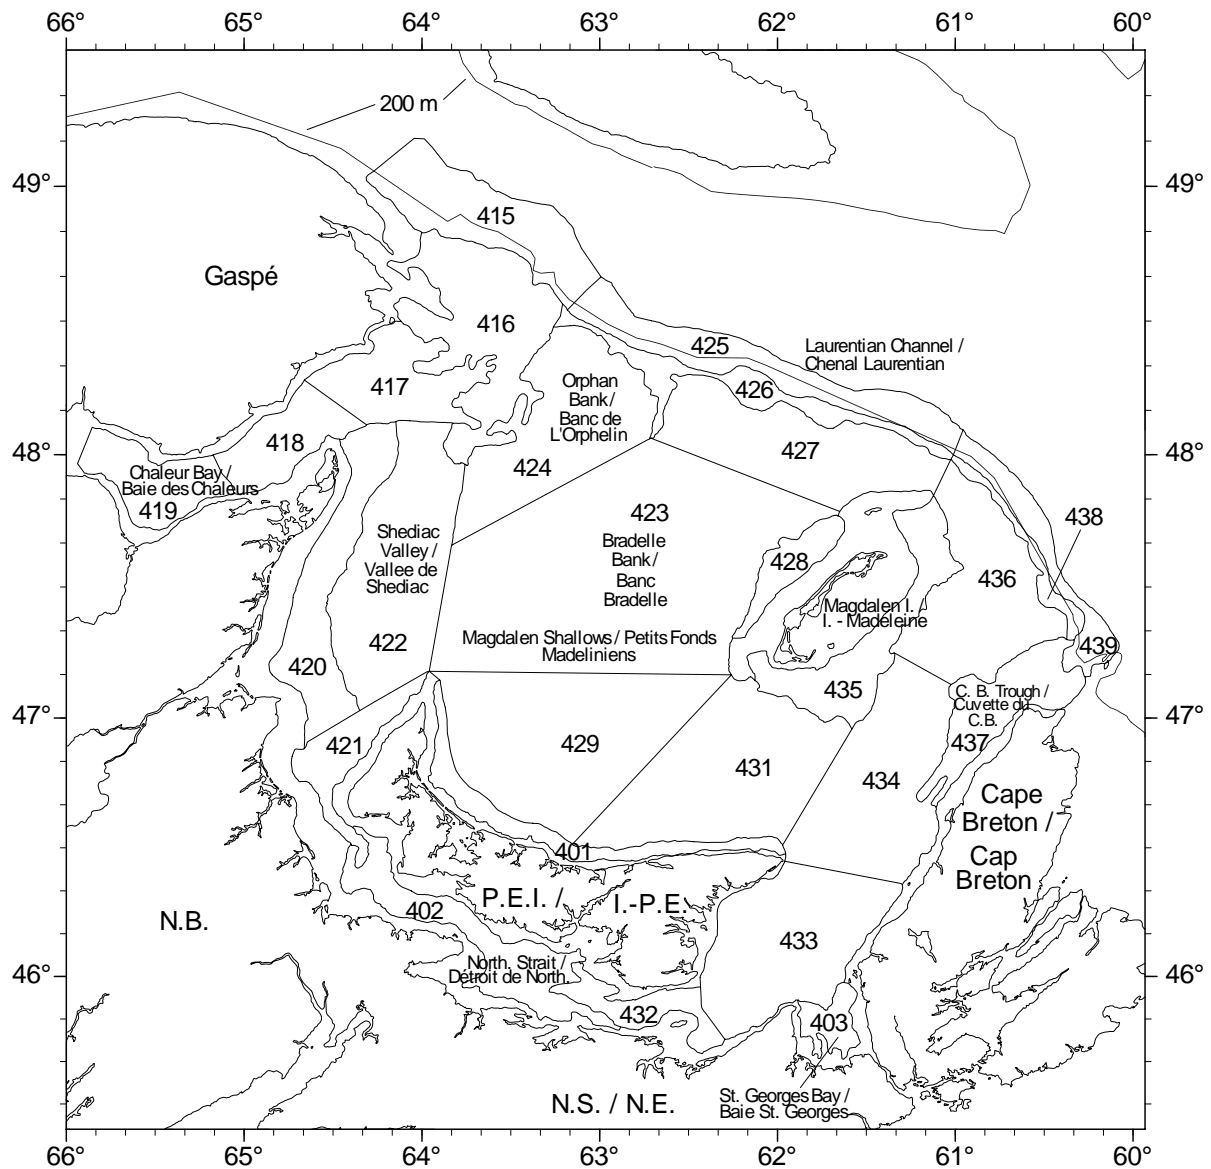 66° 65° 64° 63° 62° 61° 60°
200 m
49° 49°
415
Gaspé
416
425
Laurentian Channel /
Chenal Laurentian
417
426
Orphan
Bank /
Banc de
L'Orphelin
418
427
48° 48°
424
Chaleur Bay /
Baie des Chaleurs
419
423
438
Shediac
Valley /
Vallee de
Shediac
Bradelle
Bank /
Banc
Bradelle
428
436
Magdalen I. /
I. - Madeleine
422
Magdalen Shallows / Petits Fonds
Madeliniens
439
420
435
C. B. Trough /
Cuvette du
C.B.
47° 47°
421
429
437
431
434
Cape
Breton /
Cap
Breton
401
P.E.I. /
I.-P.E.
402
N.B.
433
North. Strait /
Détroit de North.
46° 46°
432
403
St. Georges Bay /
Baie St. Georges
N.S. / N.E.
66° 65° 64° 63° 62° 61° 60°